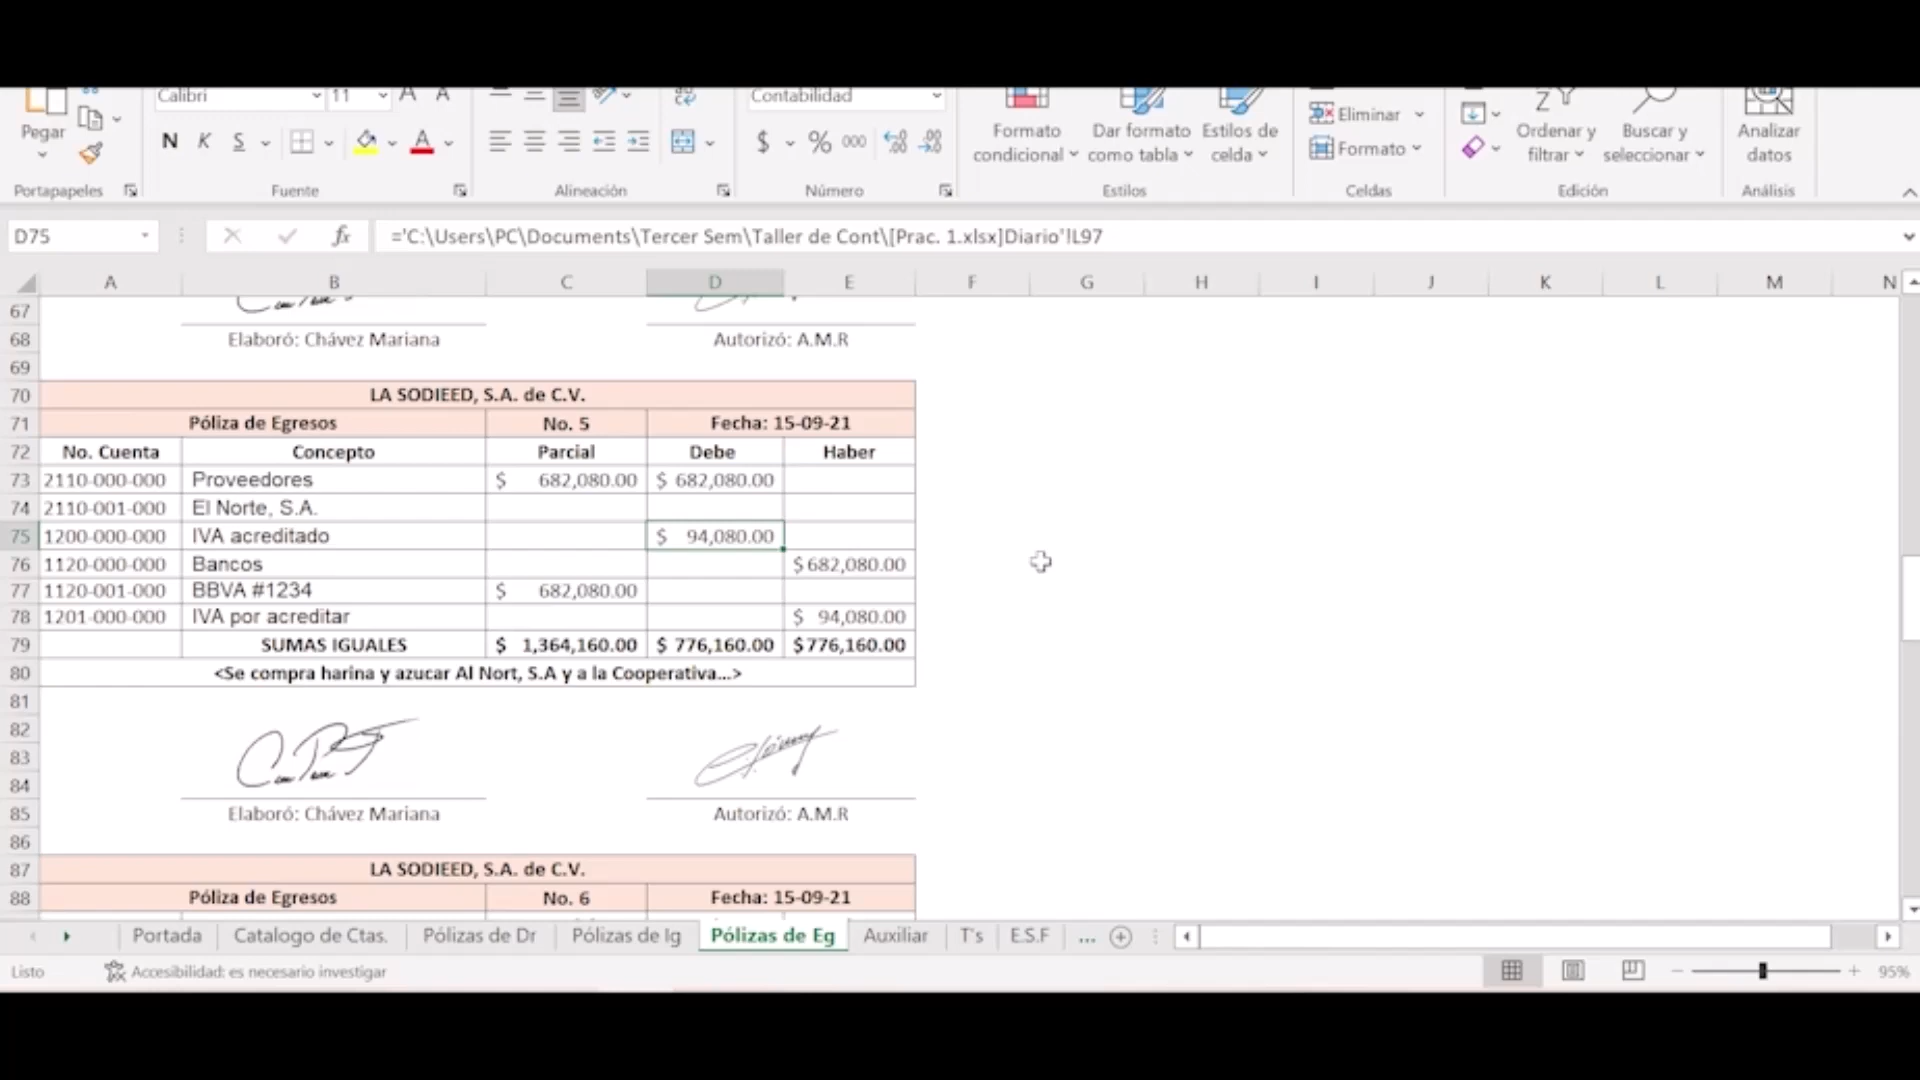 Calibri 11 A A Contabilidad
Pegar N K S A $ % 000 Formato condicional Dar formato como tabla Estilos de celda Eliminar Formato Ordenar y filtrar Buscar y seleccionar Analizar datos
Portapapeles Fuente Alineación Número Estilos Celdas Edición Análisis
D75 fx ='C:\Users\PC\Documents\Tercer Sem\Taller de Cont\[Prac. 1.xlsx]Diario'!L97
A B C D E F G H I J K L M N
67
68 Elaboró: Chávez Mariana Autorizó: A.M.R
69
70 LA SODIEED, S.A. de C.V.
71 Póliza de Egresos No. 5 Fecha: 15-09-21
72 No. Cuenta Concepto Parcial Debe Haber
73 2110-000-000 Proveedores $ 682,080.00 $ 682,080.00
74 2110-001-000 El Norte, S.A.
75 1200-000-000 IVA acreditado $ 94,080.00
76 1120-000-000 Bancos $ 682,080.00
77 1120-001-000 BBVA #1234 $ 682,080.00
78 1201-000-000 IVA por acreditar $ 94,080.00
79 SUMAS IGUALES $ 1,364,160.00 $ 776,160.00 $ 776,160.00
80 <Se compra harina y azucar Al Nort, S.A y a la Cooperativa...>
81
82
83
84
85 Elaboró: Chávez Mariana Autorizó: A.M.R
86
87 LA SODIEED, S.A. de C.V.
88 Póliza de Egresos No. 6 Fecha: 15-09-21
Portada Catalogo de Ctas. Pólizas de Dr Pólizas de Ig Pólizas de Eg Auxiliar T's E.S.F ...
Listo Accesibilidad: es necesario investigar 95%